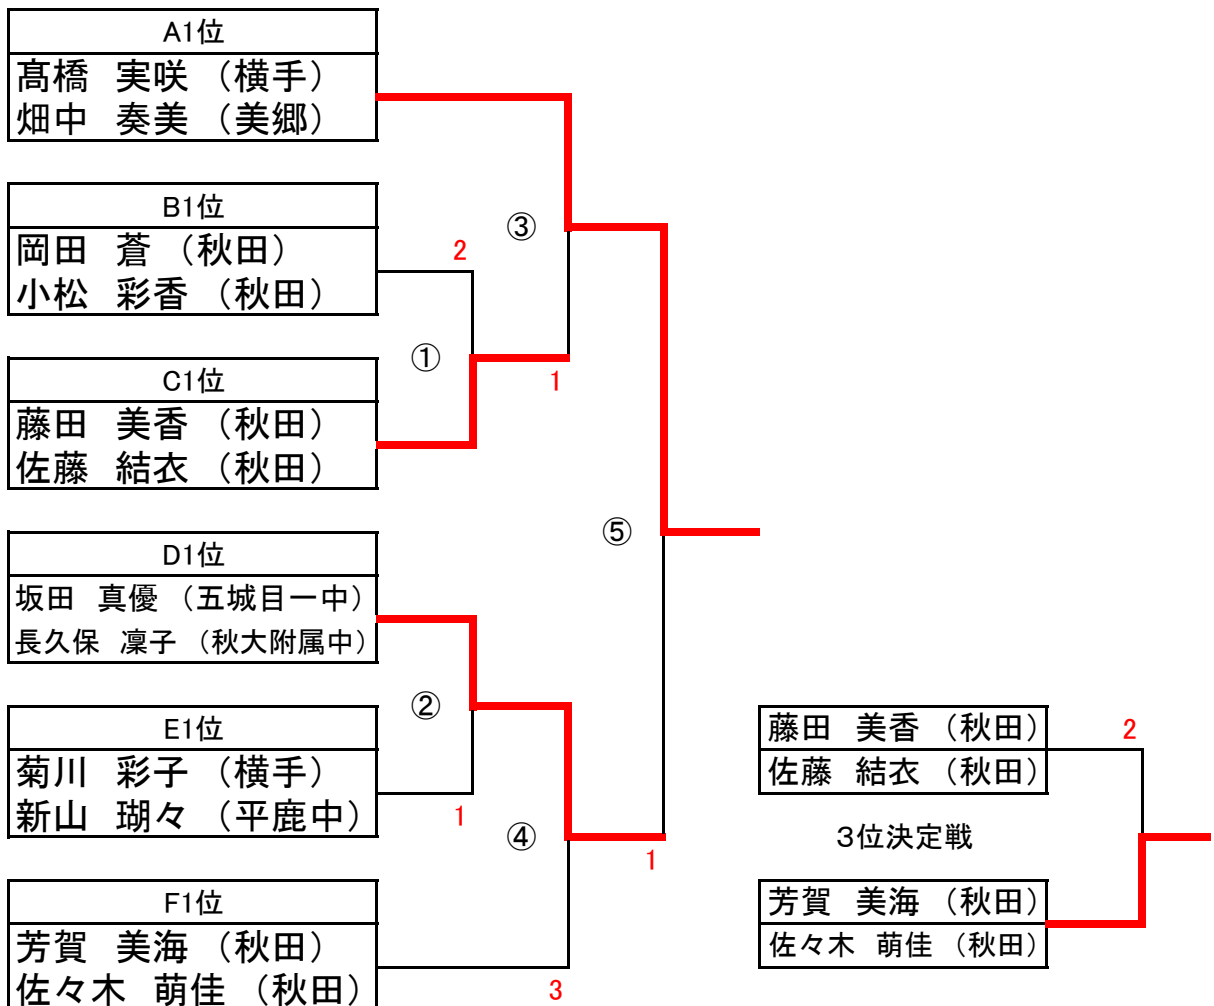 A1位
髙橋　実咲　（横手）
畑中　奏美　（美郷）
B1位
岡田　蒼　（秋田）
小松　彩香　（秋田）
2
③
①
1
C1位
藤田　美香　（秋田）
佐藤　結衣　（秋田）
⑤
D1位
坂田　真優　（五城目一中）
長久保　凜子　（秋大附属中）
②
E1位
菊川　彩子　（横手）
新山　瑚々　（平鹿中）
1
④
1
F1位
芳賀　美海　（秋田）
佐々木　萌佳　（秋田）
3
藤田　美香　（秋田）
佐藤　結衣　（秋田）
2
３位決定戦
芳賀　美海　（秋田）
佐々木　萌佳　（秋田）